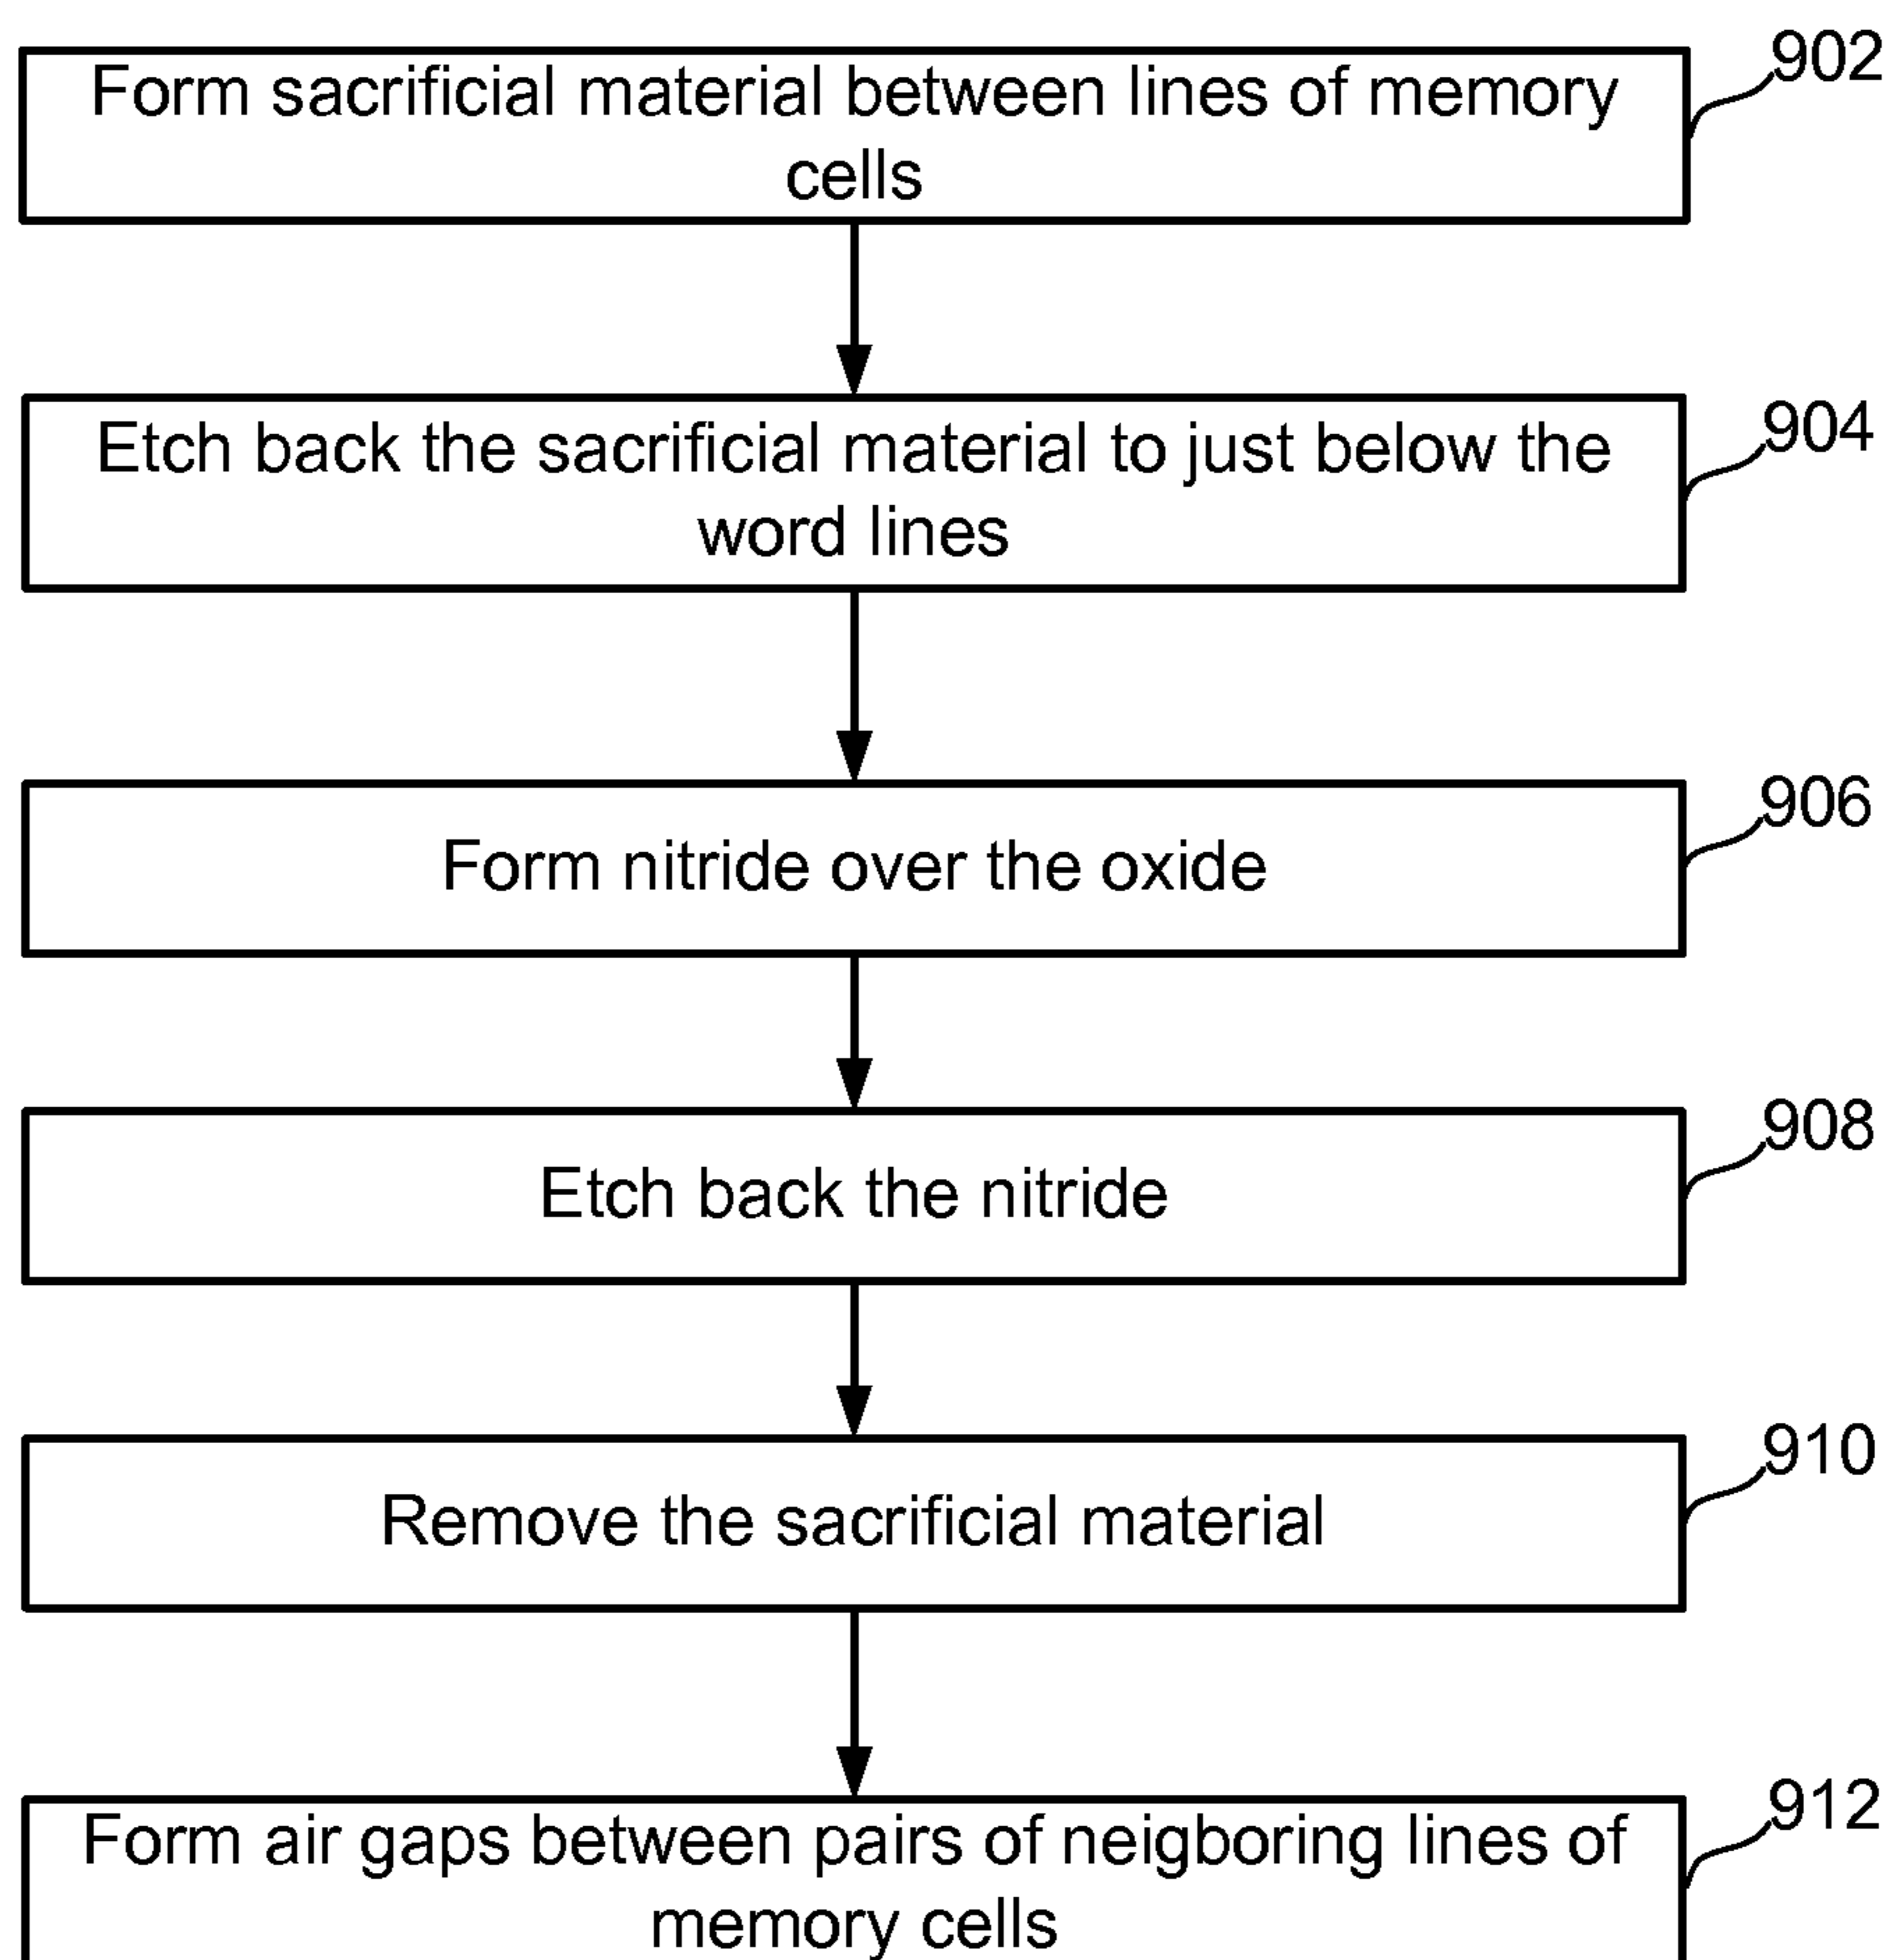 902
Form sacrificial material between lines of memory
cells
904
Etch back the sacrificial material to just below the
word lines
906
Form nitride over the oxide
908
Etch back the nitride
910
Remove the sacrificial material
912
Form air gaps between pairs of neigboring lines of
memory cells